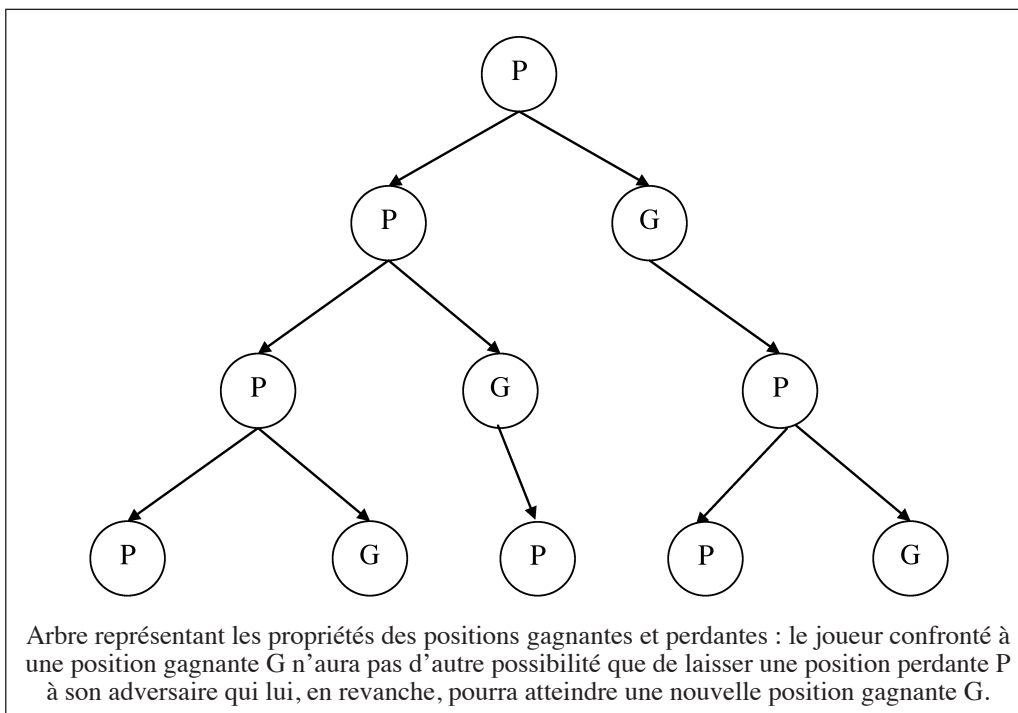 P
P G
P G P
P G P P G
Arbre représentant les propriétés des positions gagnantes et perdantes : le joueur confronté à
une position gagnante G n’aura pas d’autre possibilité que de laisser une position perdante P
à son adversaire qui lui, en revanche, pourra atteindre une nouvelle position gagnante G.